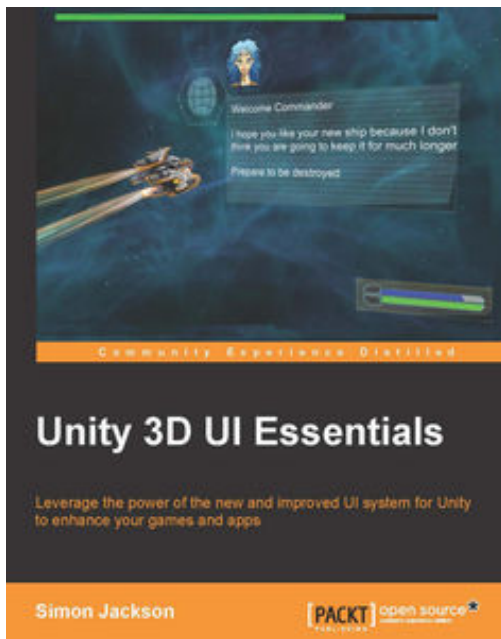 Welcome Commander
I hope you like your new ship because I don't
think you are going to keep it for much longer
Prepare to be destroyed
Community Experience Distilled
Unity 3D UI Essentials
Leverage the power of the new and improved UI system for Unity
to enhance your games and apps
Simon Jackson
[PACKT] open source*
PUBLISHING